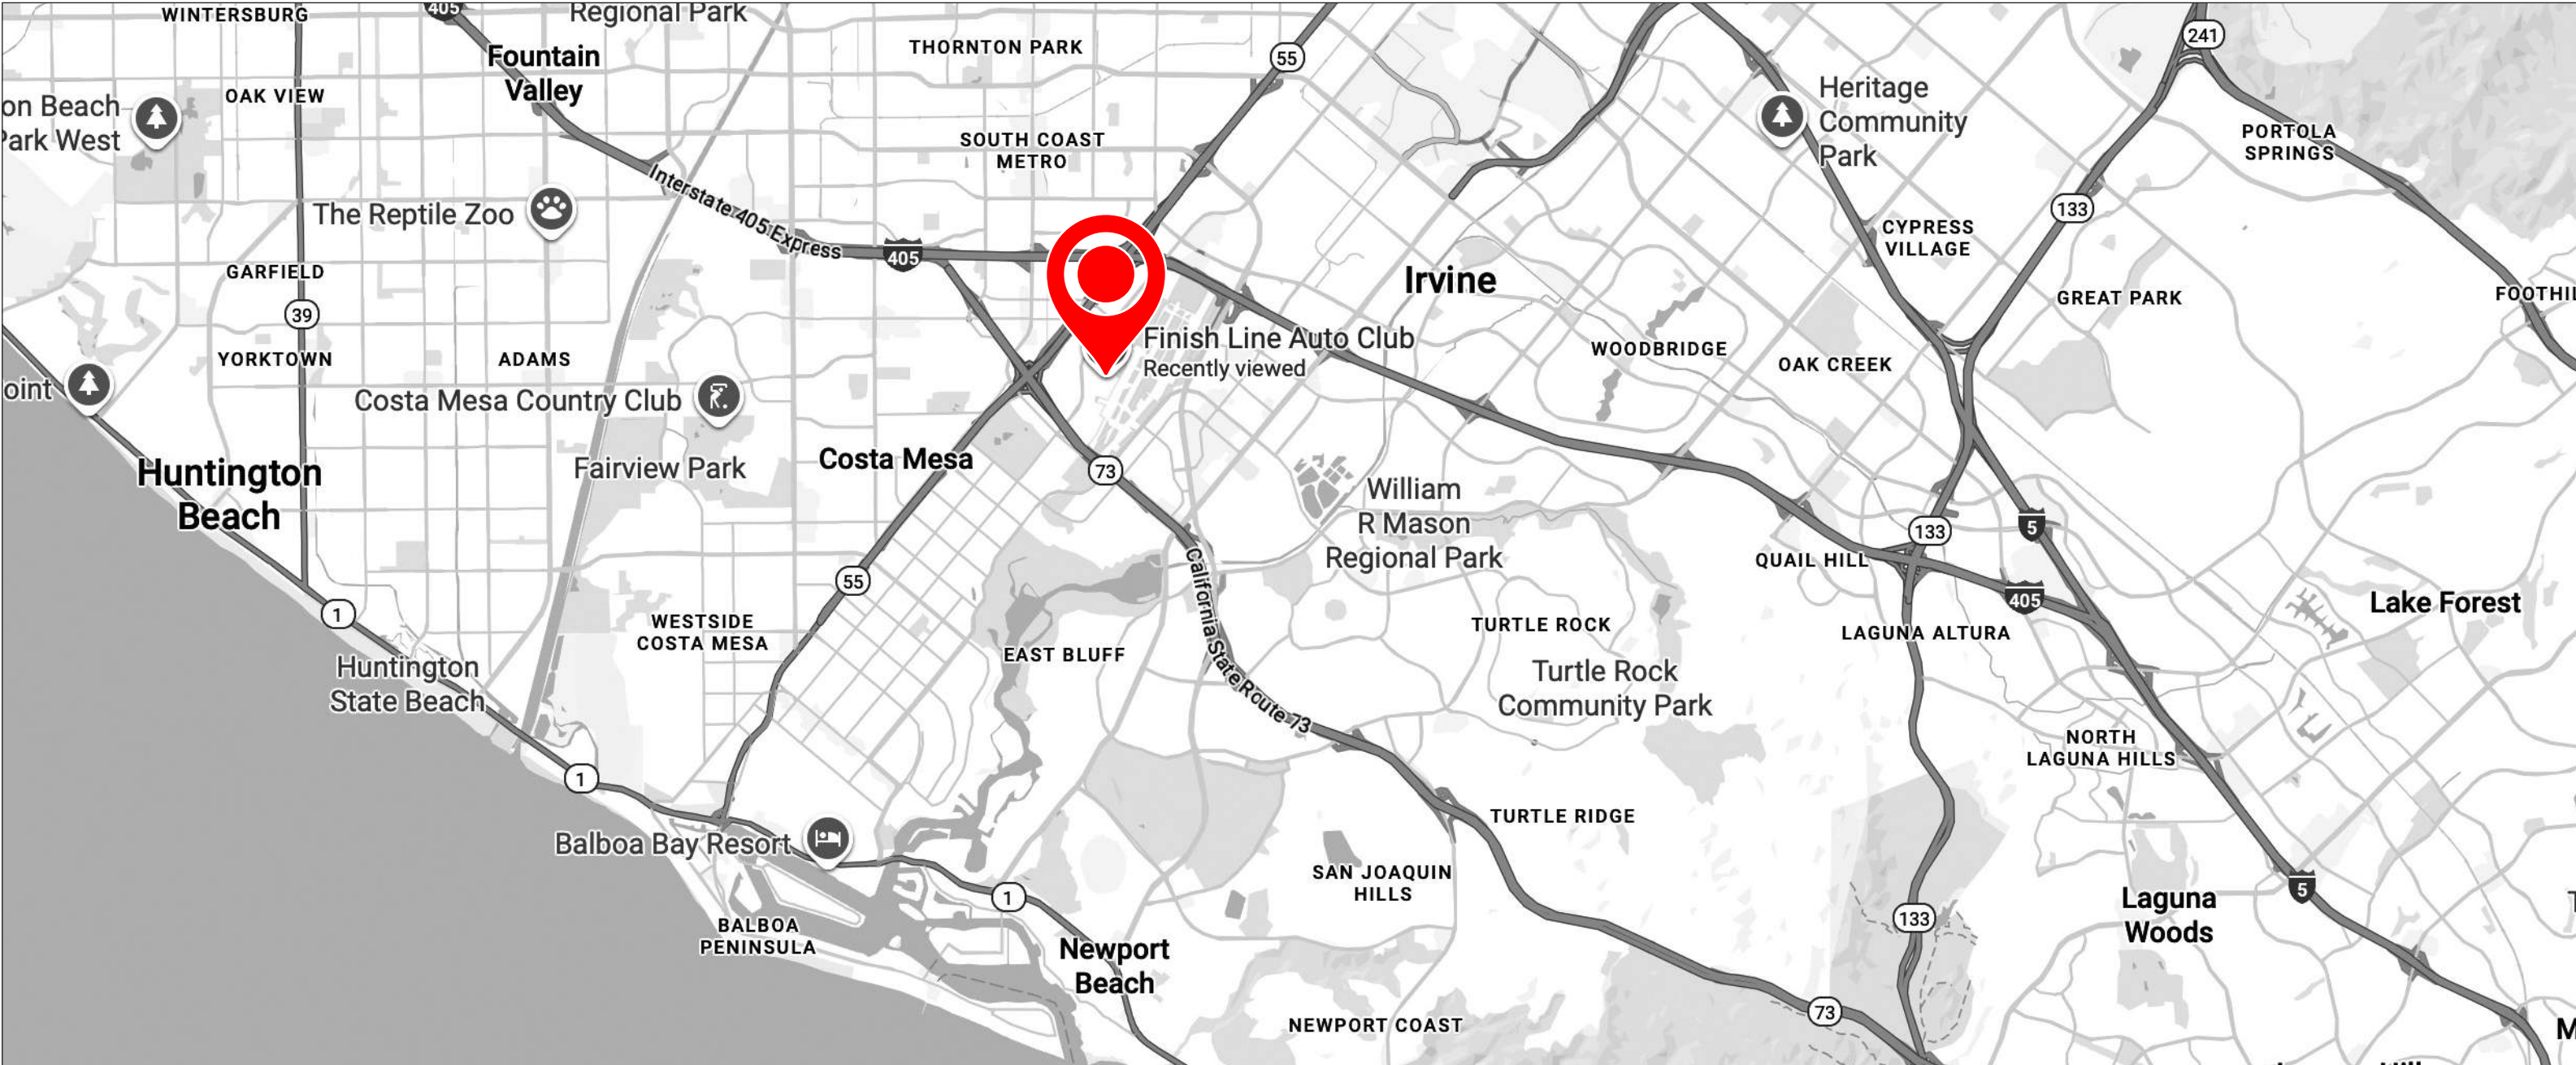 WINTERSBURG
405
Regional Park
Fountain
Valley
THORNTON PARK
55
241
OAK VIEW
on Beach
Park West
Heritage
Community
Park
SOUTH COAST
METRO
PORTOLA
SPRINGS
Interstate 405 Express
The Reptile Zoo
133
CYPRESS
VILLAGE
405
GARFIELD
Irvine
GREAT PARK
FOOTHI
39
Finish Line Auto Club
Recently viewed
YORKTOWN
ADAMS
WOODBRIDGE
OAK CREEK
oint
Costa Mesa Country Club
Costa Mesa
Huntington
Beach
Fairview Park
73
William
R Mason
Regional Park
133
5
QUAIL HILL
55
405
Lake Forest
1
WESTSIDE
COSTA MESA
California State Route 73
TURTLE ROCK
LAGUNA ALTURA
EAST BLUFF
Huntington
State Beach
Turtle Rock
Community Park
NORTH
LAGUNA HILLS
1
TURTLE RIDGE
Balboa Bay Resort
SAN JOAQUIN
HILLS
1
5
Laguna
Woods
133
BALBOA
PENINSULA
Newport
Beach
73
NEWPORT COAST
M